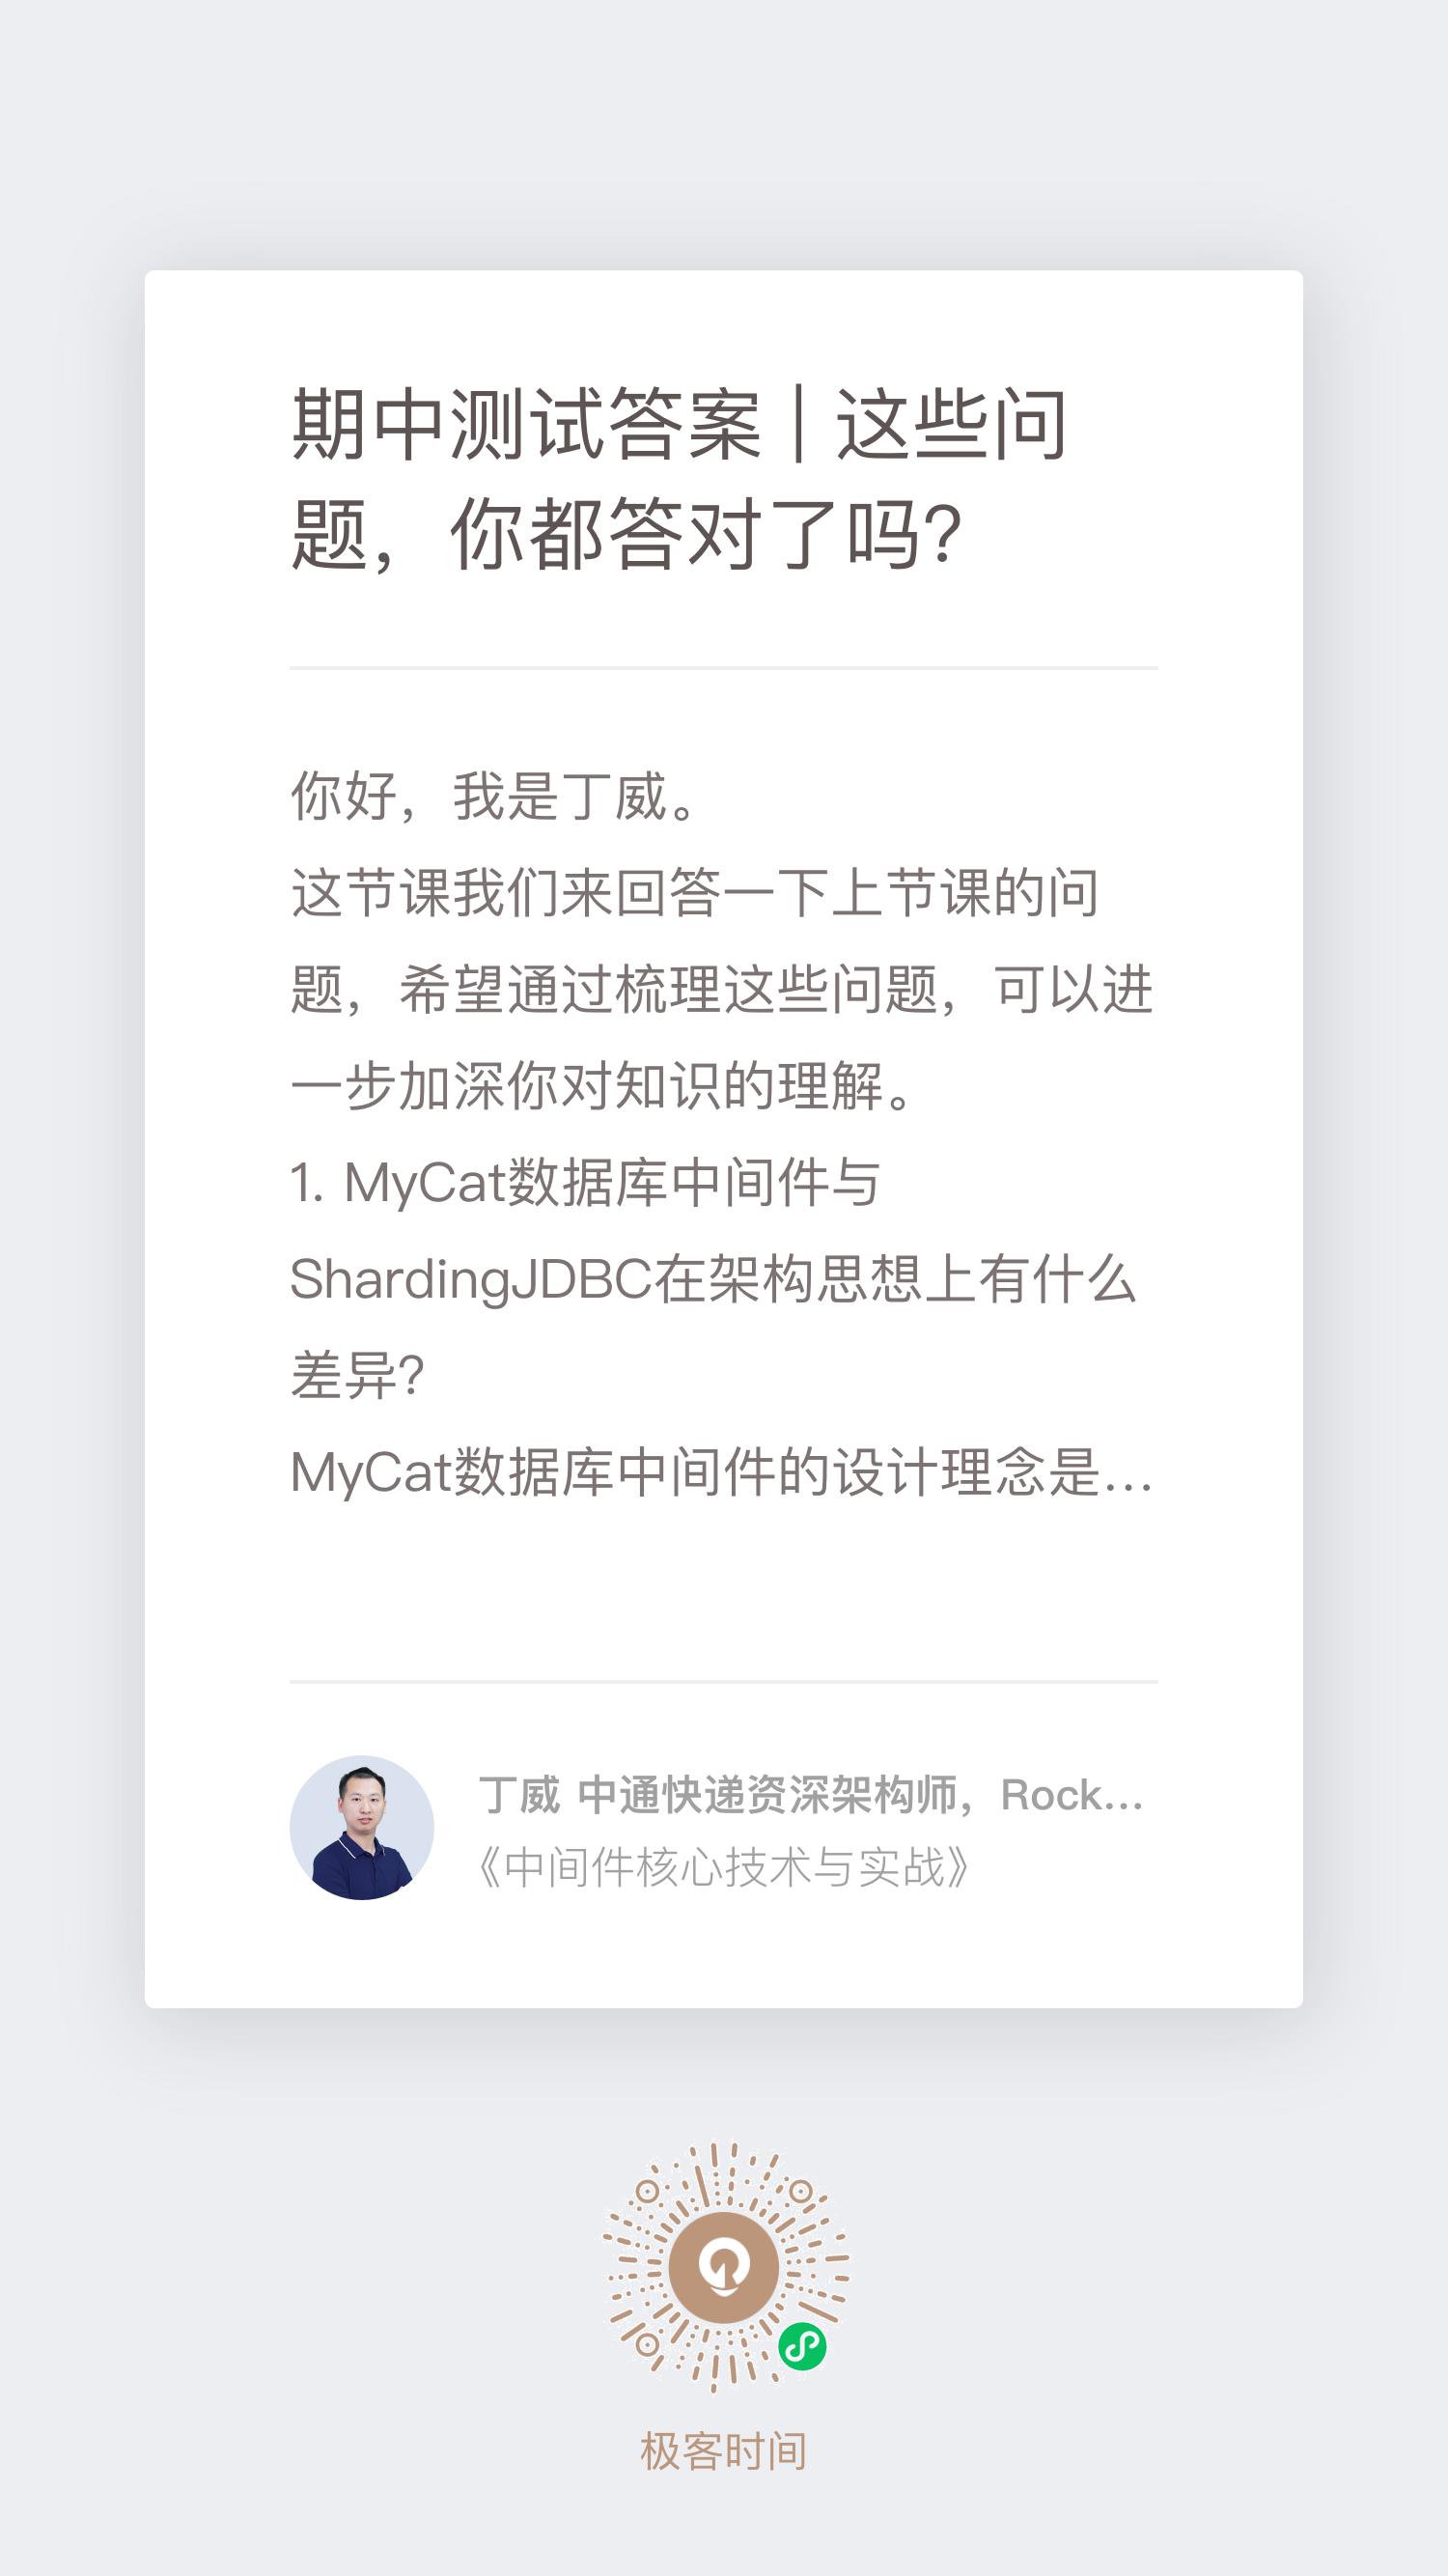 期中测试答案 | 这些问
题，你都答对了吗？
你好，我是丁威。
这节课我们来回答一下上节课的问
题，希望通过梳理这些问题，可以进
一步加深你对知识的理解。
1. MyCat数据库中间件与
ShardingJDBC在架构思想上有什么
差异？
MyCat数据库中间件的设计理念是...
丁威 中通快递资深架构师，Rock...
《中间件核心技术与实战》
极客时间